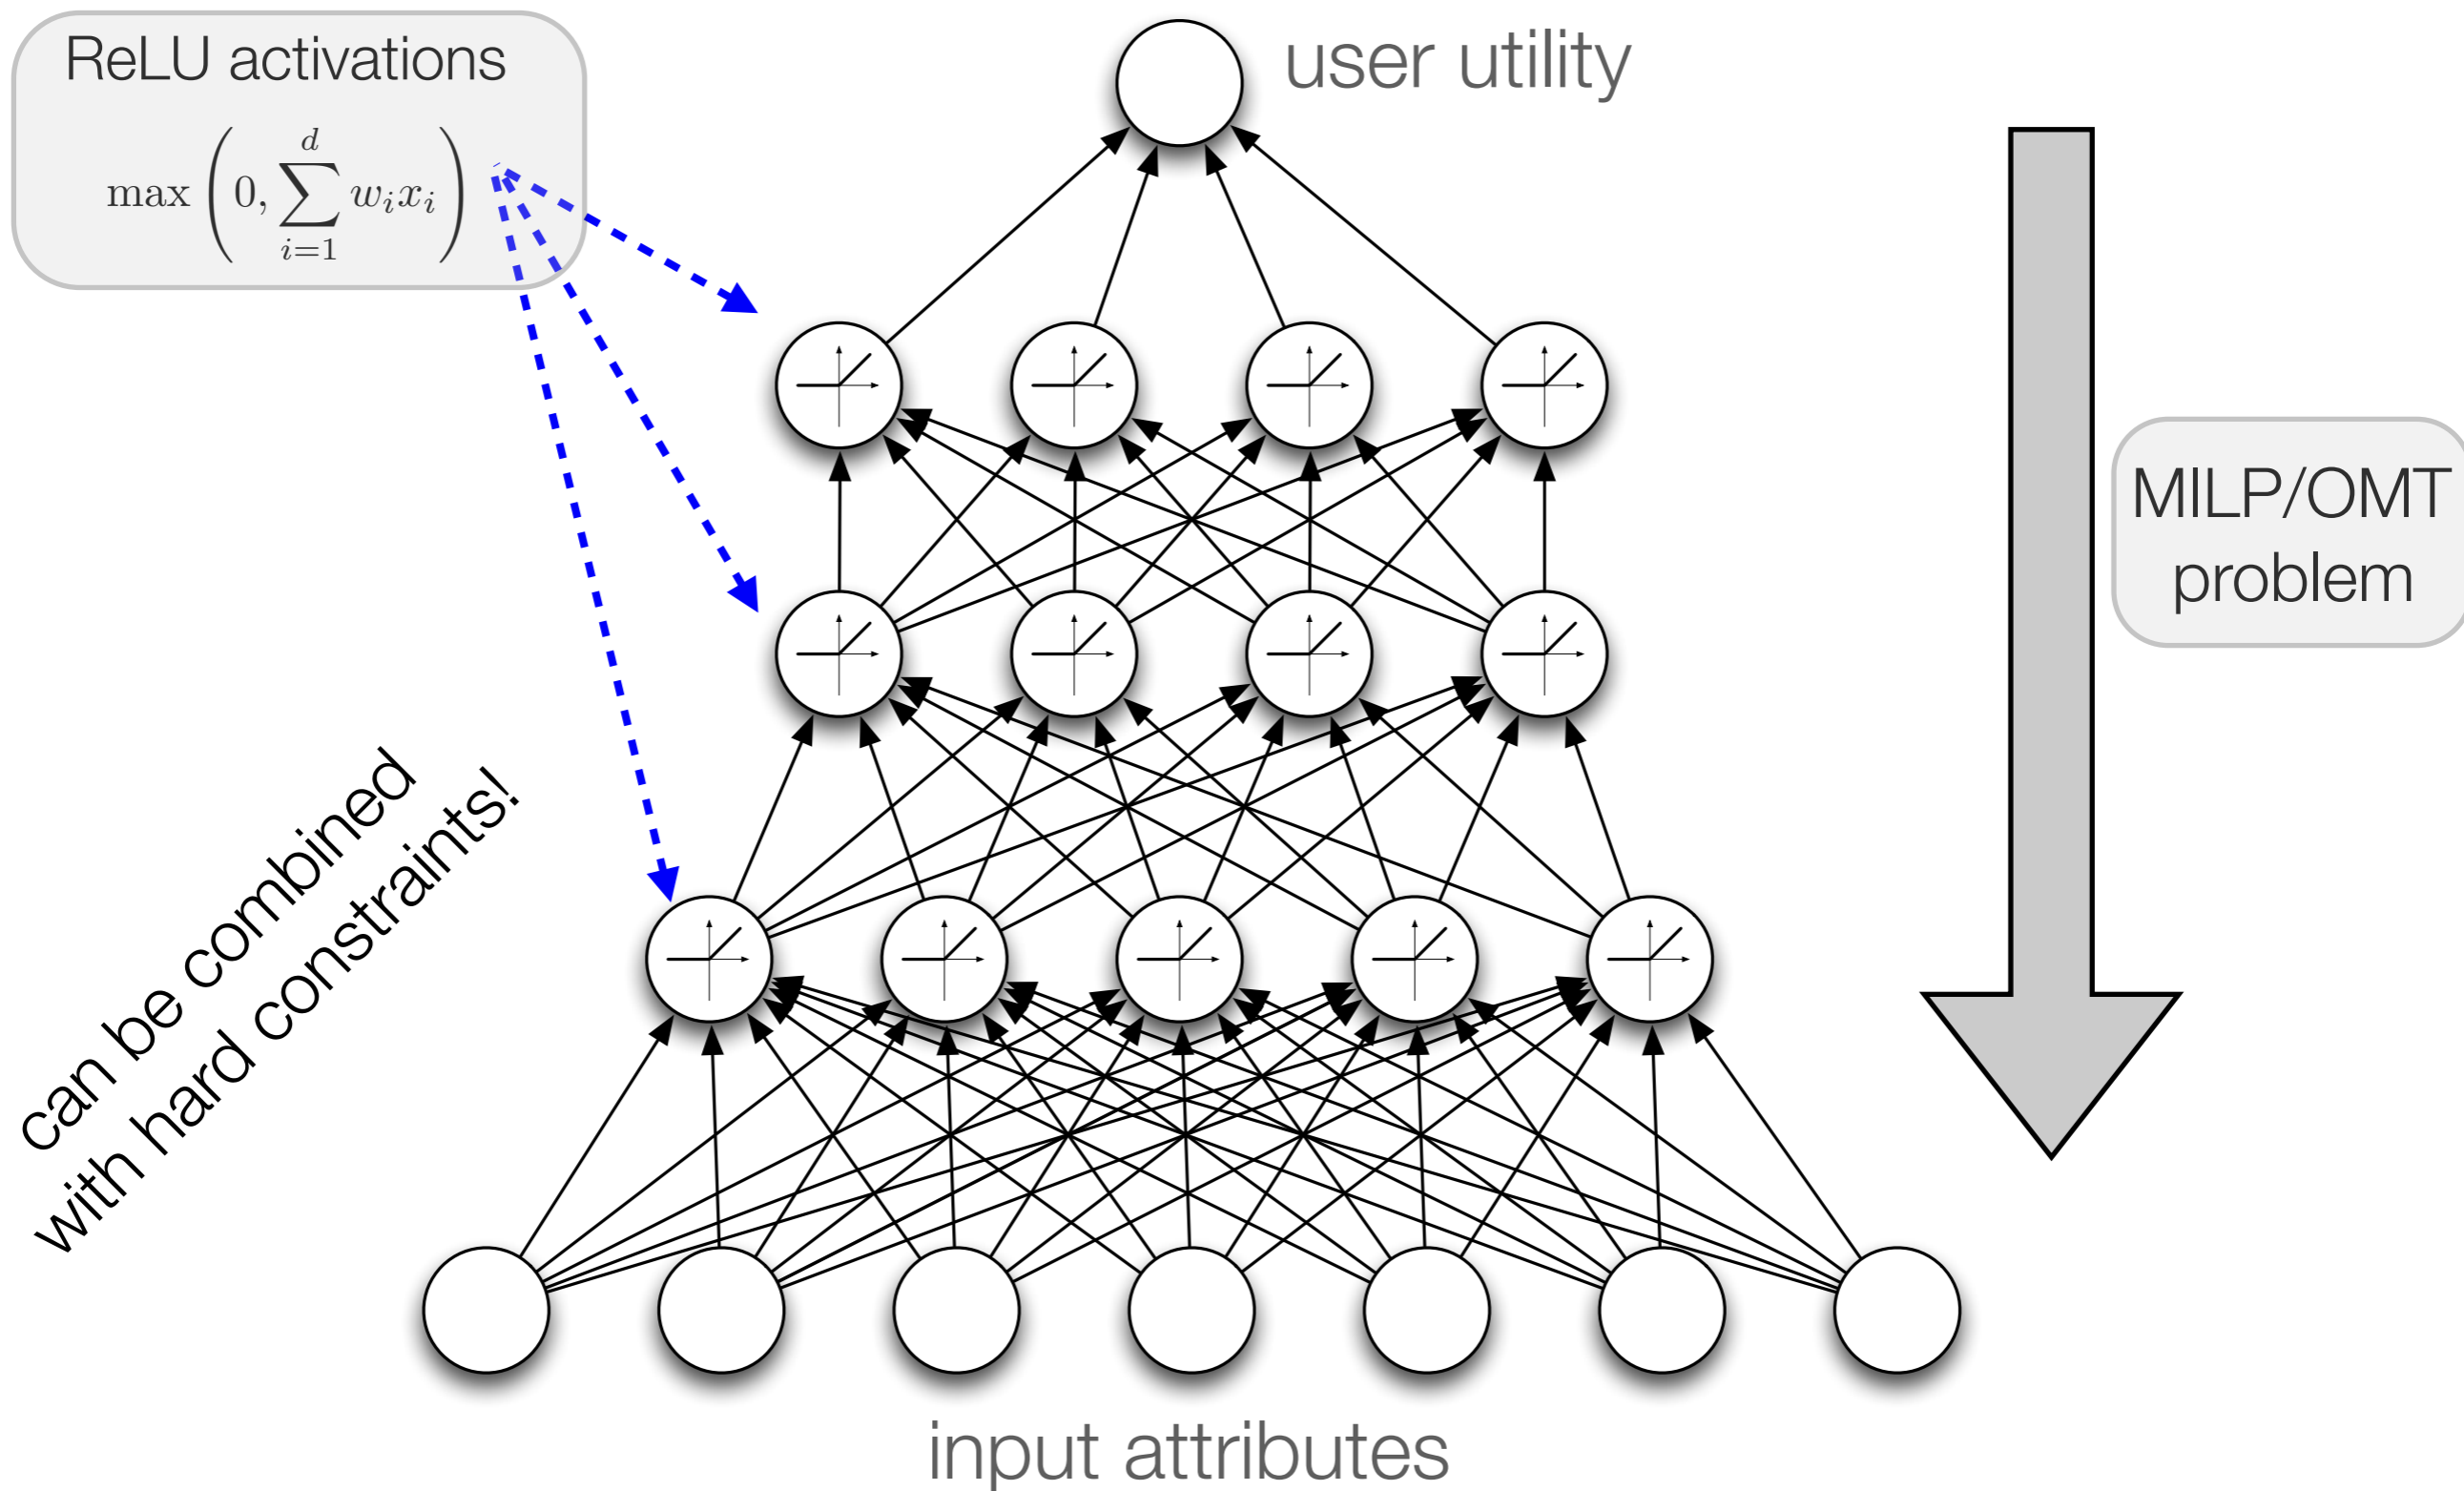 ReLU activations
max (0, ∑_{i=1}^{d} w_i x_i)
user utility
MILP/OMT
problem
can be combined
with hard constraints!
input attributes